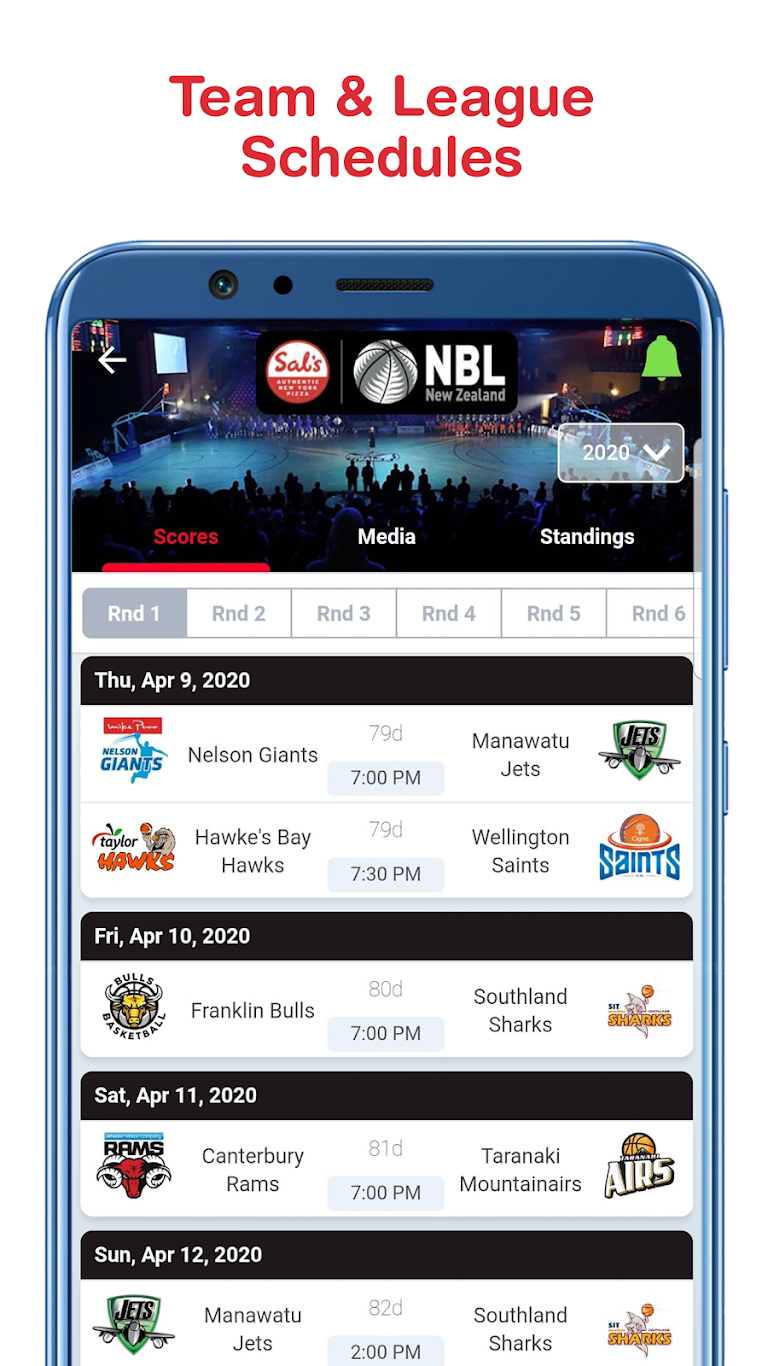 Team & League
Schedules
Sal's
AUTHENTIC
NEW YORK
PIZZA
NBL
New Zealand
2020
Scores
Media
Standings
Rnd 1
Rnd 2
Rnd 3
Rnd 4
Rnd 5
Rnd 6
Thu, Apr 9, 2020
Mike Pero
NELSON
GIANTS
Nelson Giants
79d
7:00 PM
Manawatu
Jets
JETS
taylor
HAWKS
Hawke's Bay
Hawks
79d
7:30 PM
Wellington
Saints
Cigna
SAINTS
Fri, Apr 10, 2020
BULLS
BASKETBALL
Franklin Bulls
80d
7:00 PM
Southland
Sharks
SIT
SHARKS
Sat, Apr 11, 2020
RAMS
Canterbury
Rams
81d
7:00 PM
Taranaki
Mountainairs
TARANAKI
AIRS
Sun, Apr 12, 2020
JETS
Manawatu
Jets
82d
2:00 PM
Southland
Sharks
SIT
SHARKS